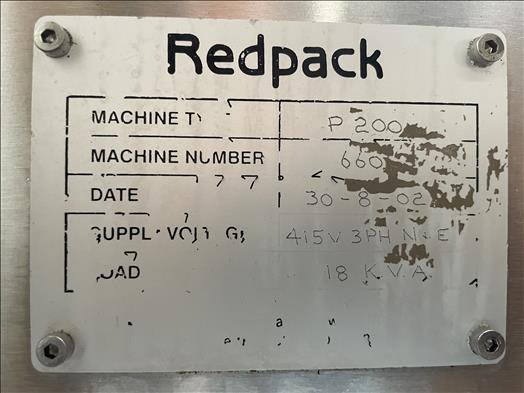 Redpack
MACHINE P 200
MACHINE NUMBER 660
DATE 30-8-02
415V 3PH N+E
18 K.V.A